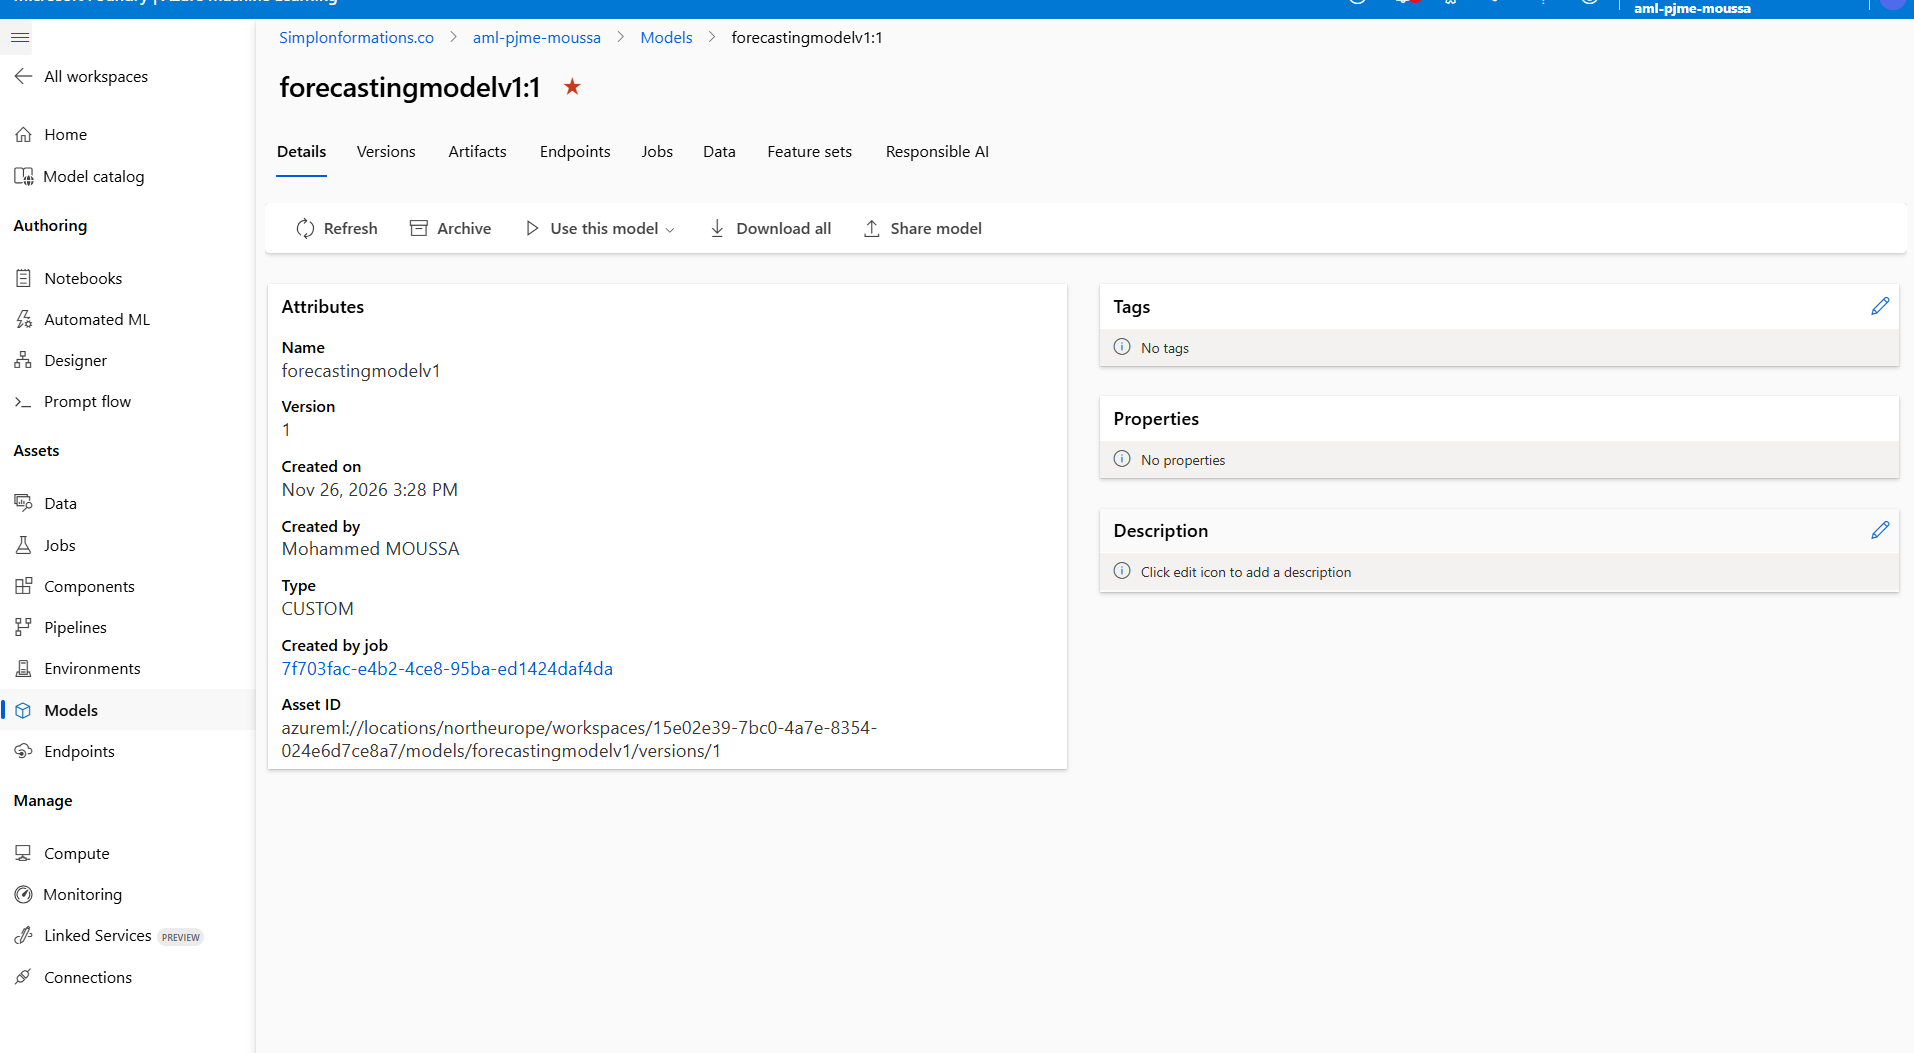 Microsoft Foundry | Azure Machine Learning
aml-pjme-moussa
All workspaces
Home
Model catalog
Authoring
Notebooks
Automated ML
Designer
Prompt flow
Assets
Data
Jobs
Components
Pipelines
Environments
Models
Endpoints
Manage
Compute
Monitoring
Linked Services PREVIEW
Connections
Simplonformations.co > aml-pjme-moussa > Models > forecastingmodelv1:1
forecastingmodelv1:1
Details Versions Artifacts Endpoints Jobs Data Feature sets Responsible AI
Refresh Archive Use this model Download all Share model
Attributes
Name
forecastingmodelv1
Version
1
Created on
Nov 26, 2026 3:28 PM
Created by
Mohammed MOUSSA
Type
CUSTOM
Created by job
7f703fac-e4b2-4ce8-95ba-ed1424daf4da
Asset ID
azureml://locations/northeurope/workspaces/15e02e39-7bc0-4a7e-8354-
024e6d7ce8a7/models/forecastingmodelv1/versions/1
Tags
No tags
Properties
No properties
Description
Click edit icon to add a description